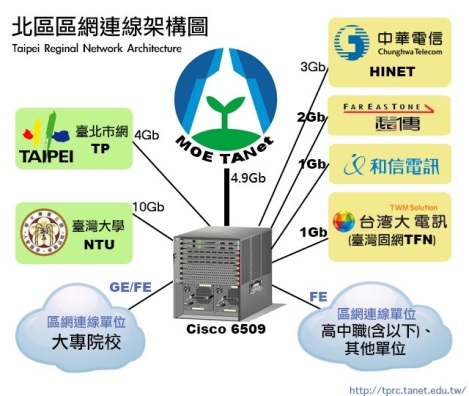 北區區網連線架構圖
Taipei Reginal Network Architecture
3Gb
中華電信
Chunghwa Telecom
HINET
MOE TANet
2Gb
FAREASTONE
遠傳
臺北市網
TAIPEI
TP
4Gb
1Gb
和信電訊
4.9Gb
臺灣大學
NTU
10Gb
1Gb
TWM Solution
台灣大電訊
(臺灣固網TFN)
GE/FE
Cisco 6509
FE
區網連線單位
大專院校
區網連線單位
高中職(含以下)、
其他單位
http://tprc.tanet.edu.tw/